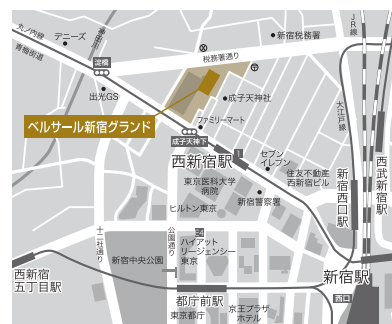 丸ノ内線
青梅街道
デニーズ
税務署通り
新宿税務署
JR線
淀橋
出光GS
成子天神社
大江戸線
ベルサール新宿グランド
ファミリーマート
成子天神下
1
西新宿駅
セブン
イレブン
東京医科大学
病院
住友不動産
西新宿ビル
新宿警察署
ヒルトン東京
新宿西口駅
西武新宿駅
十二社通り
公園通り
新宿中央公園
ハイアット
リージェンシー
東京
西新宿
五丁目駅
新宿駅
都庁前駅
西口
東京都庁
京王プラザ
ホテル